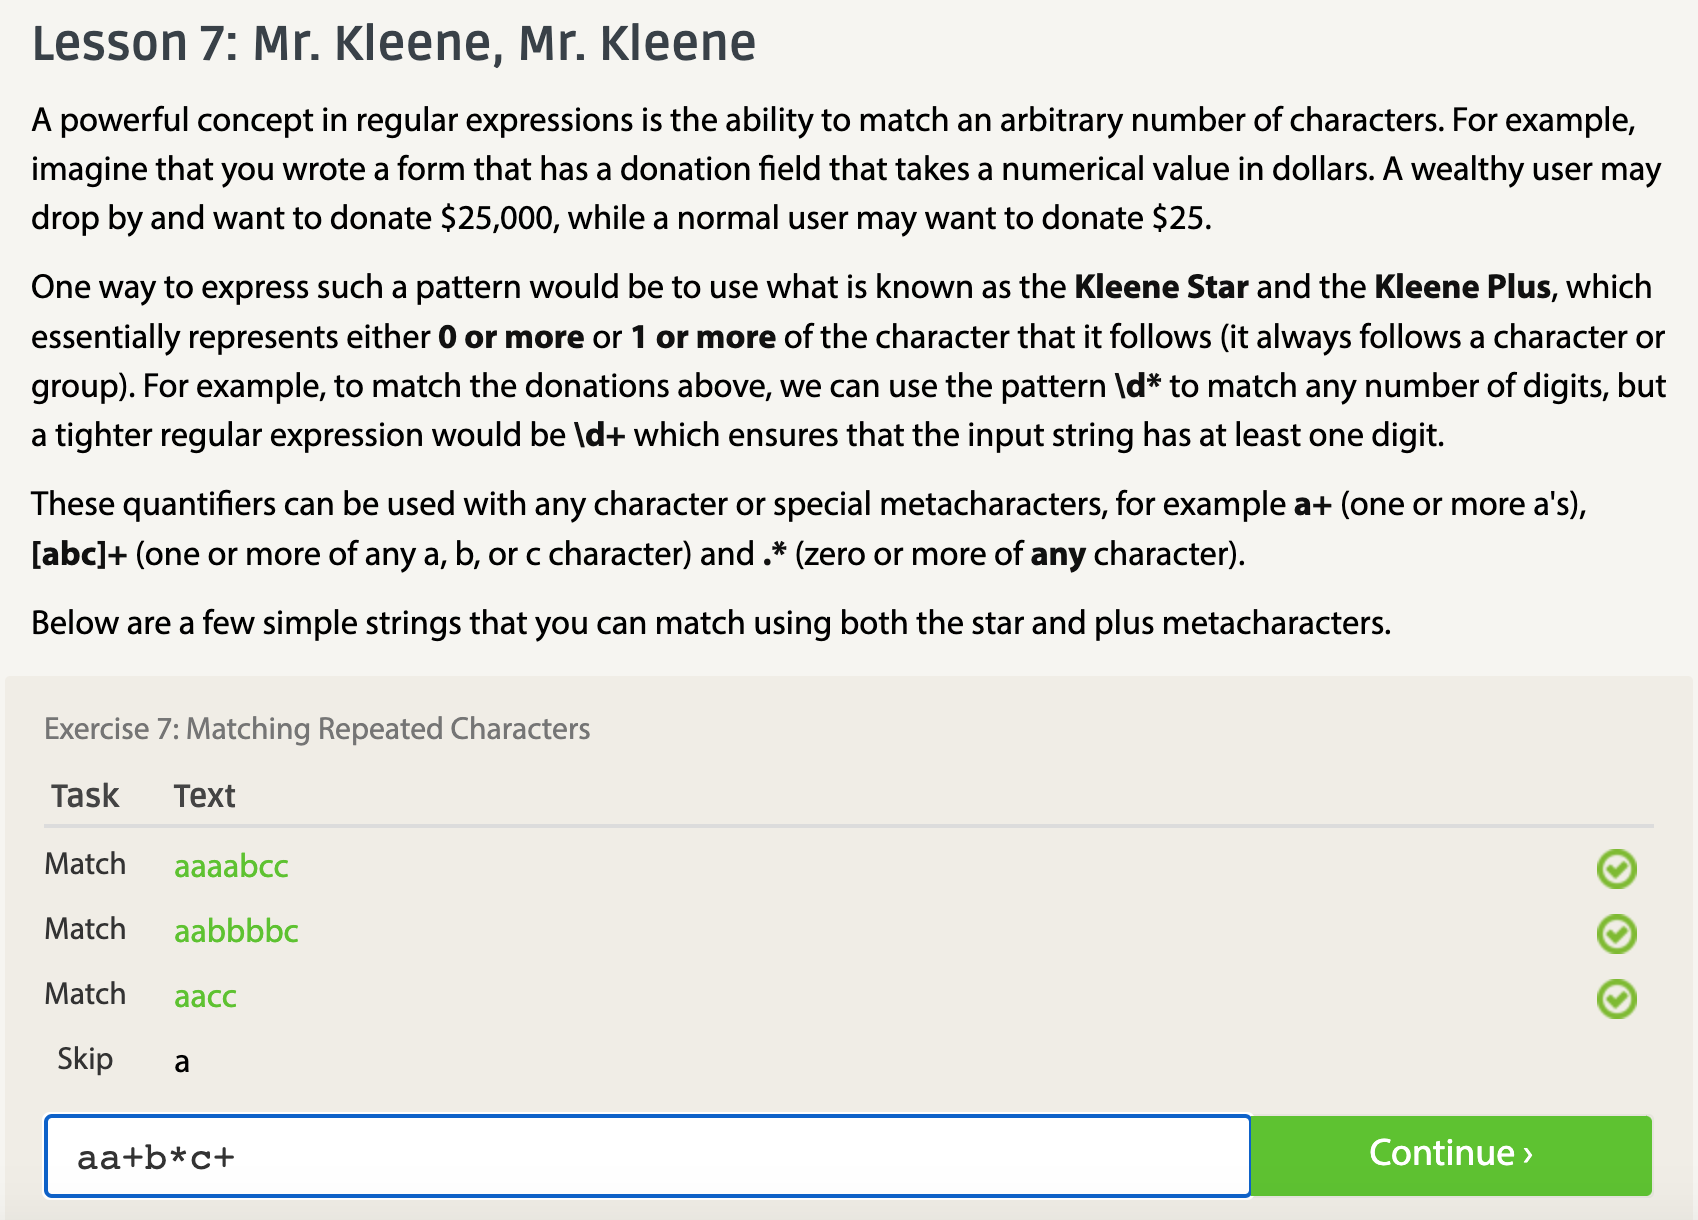 Lesson 7: Mr. Kleene, Mr. Kleene
A powerful concept in regular expressions is the ability to match an arbitrary number of characters. For example,
imagine that you wrote a form that has a donation field that takes a numerical value in dollars. A wealthy user may
drop by and want to donate $25,000, while a normal user may want to donate $25.
One way to express such a pattern would be to use what is known as the Kleene Star and the Kleene Plus, which
essentially represents either 0 or more or 1 or more of the character that it follows (it always follows a character or
group). For example, to match the donations above, we can use the pattern \d* to match any number of digits, but
a tighter regular expression would be \d+ which ensures that the input string has at least one digit.
These quantifiers can be used with any character or special metacharacters, for example a+ (one or more a's),
[abc]+ (one or more of any a, b, or c character) and .* (zero or more of any character).
Below are a few simple strings that you can match using both the star and plus metacharacters.
Exercise 7: Matching Repeated Characters
Task Text
Match aaaabcc
Match aabbbbc
Match aacc
Skip a
aa+b*c+ Continue ›